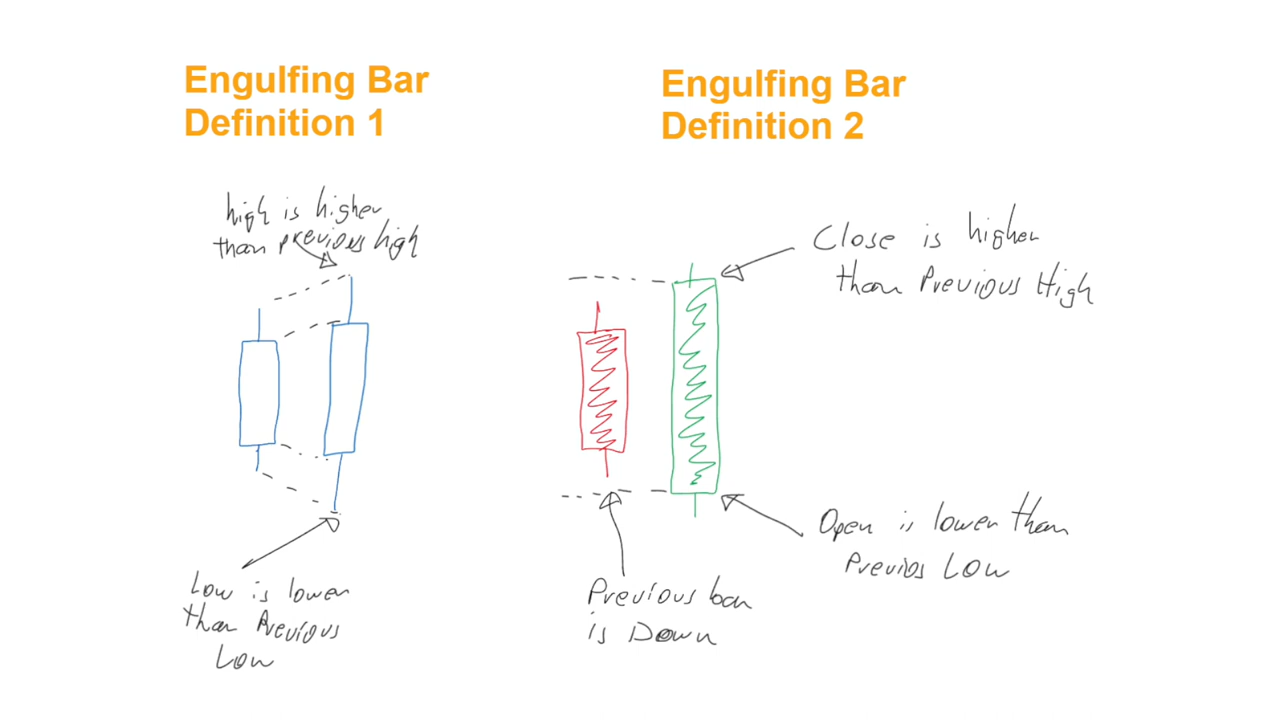 Engulfing Bar
Definition 1
high is higher
than previous high
Low is lower
than Previous
Low
Engulfing Bar
Definition 2
Close is higher
than Previous High
Open is lower than
Previos Low
Previous bar
is Down